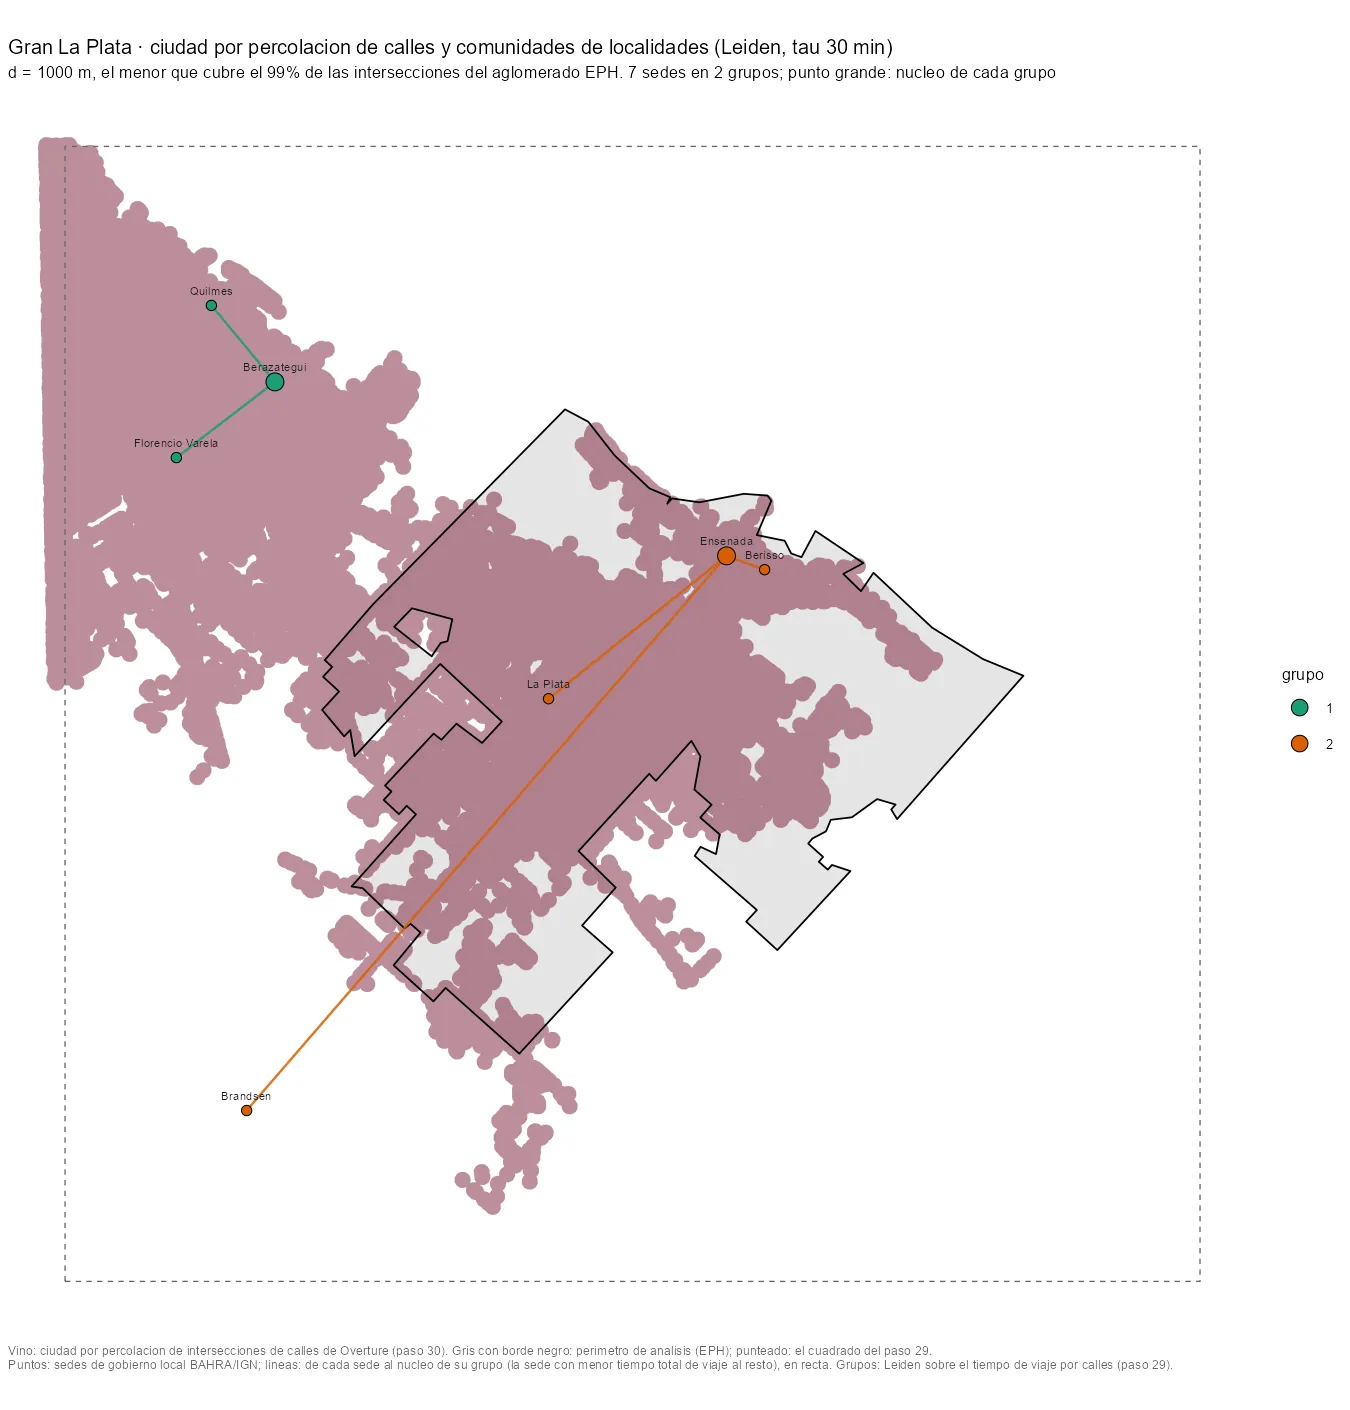 Gran La Plata · ciudad por percolacion de calles y comunidades de localidades (Leiden, tau 30 min)
d = 1000 m, el menor que cubre el 99% de las intersecciones del aglomerado EPH. 7 sedes en 2 grupos; punto grande: nucleo de cada grupo
Quilmes
Berazategui
Florencio Varela
Ensenada
Berisso
La Plata
Brandsen
grupo
1
2
Vino: ciudad por percolacion de intersecciones de calles de Overture (paso 30). Gris con borde negro: perimetro de analisis (EPH); punteado: el cuadrado del paso 29.
Puntos: sedes de gobierno local BAHRA/IGN; lineas: de cada sede al nucleo de su grupo (la sede con menor tiempo total de viaje al resto), en recta. Grupos: Leiden sobre el tiempo de viaje por calles (paso 29).